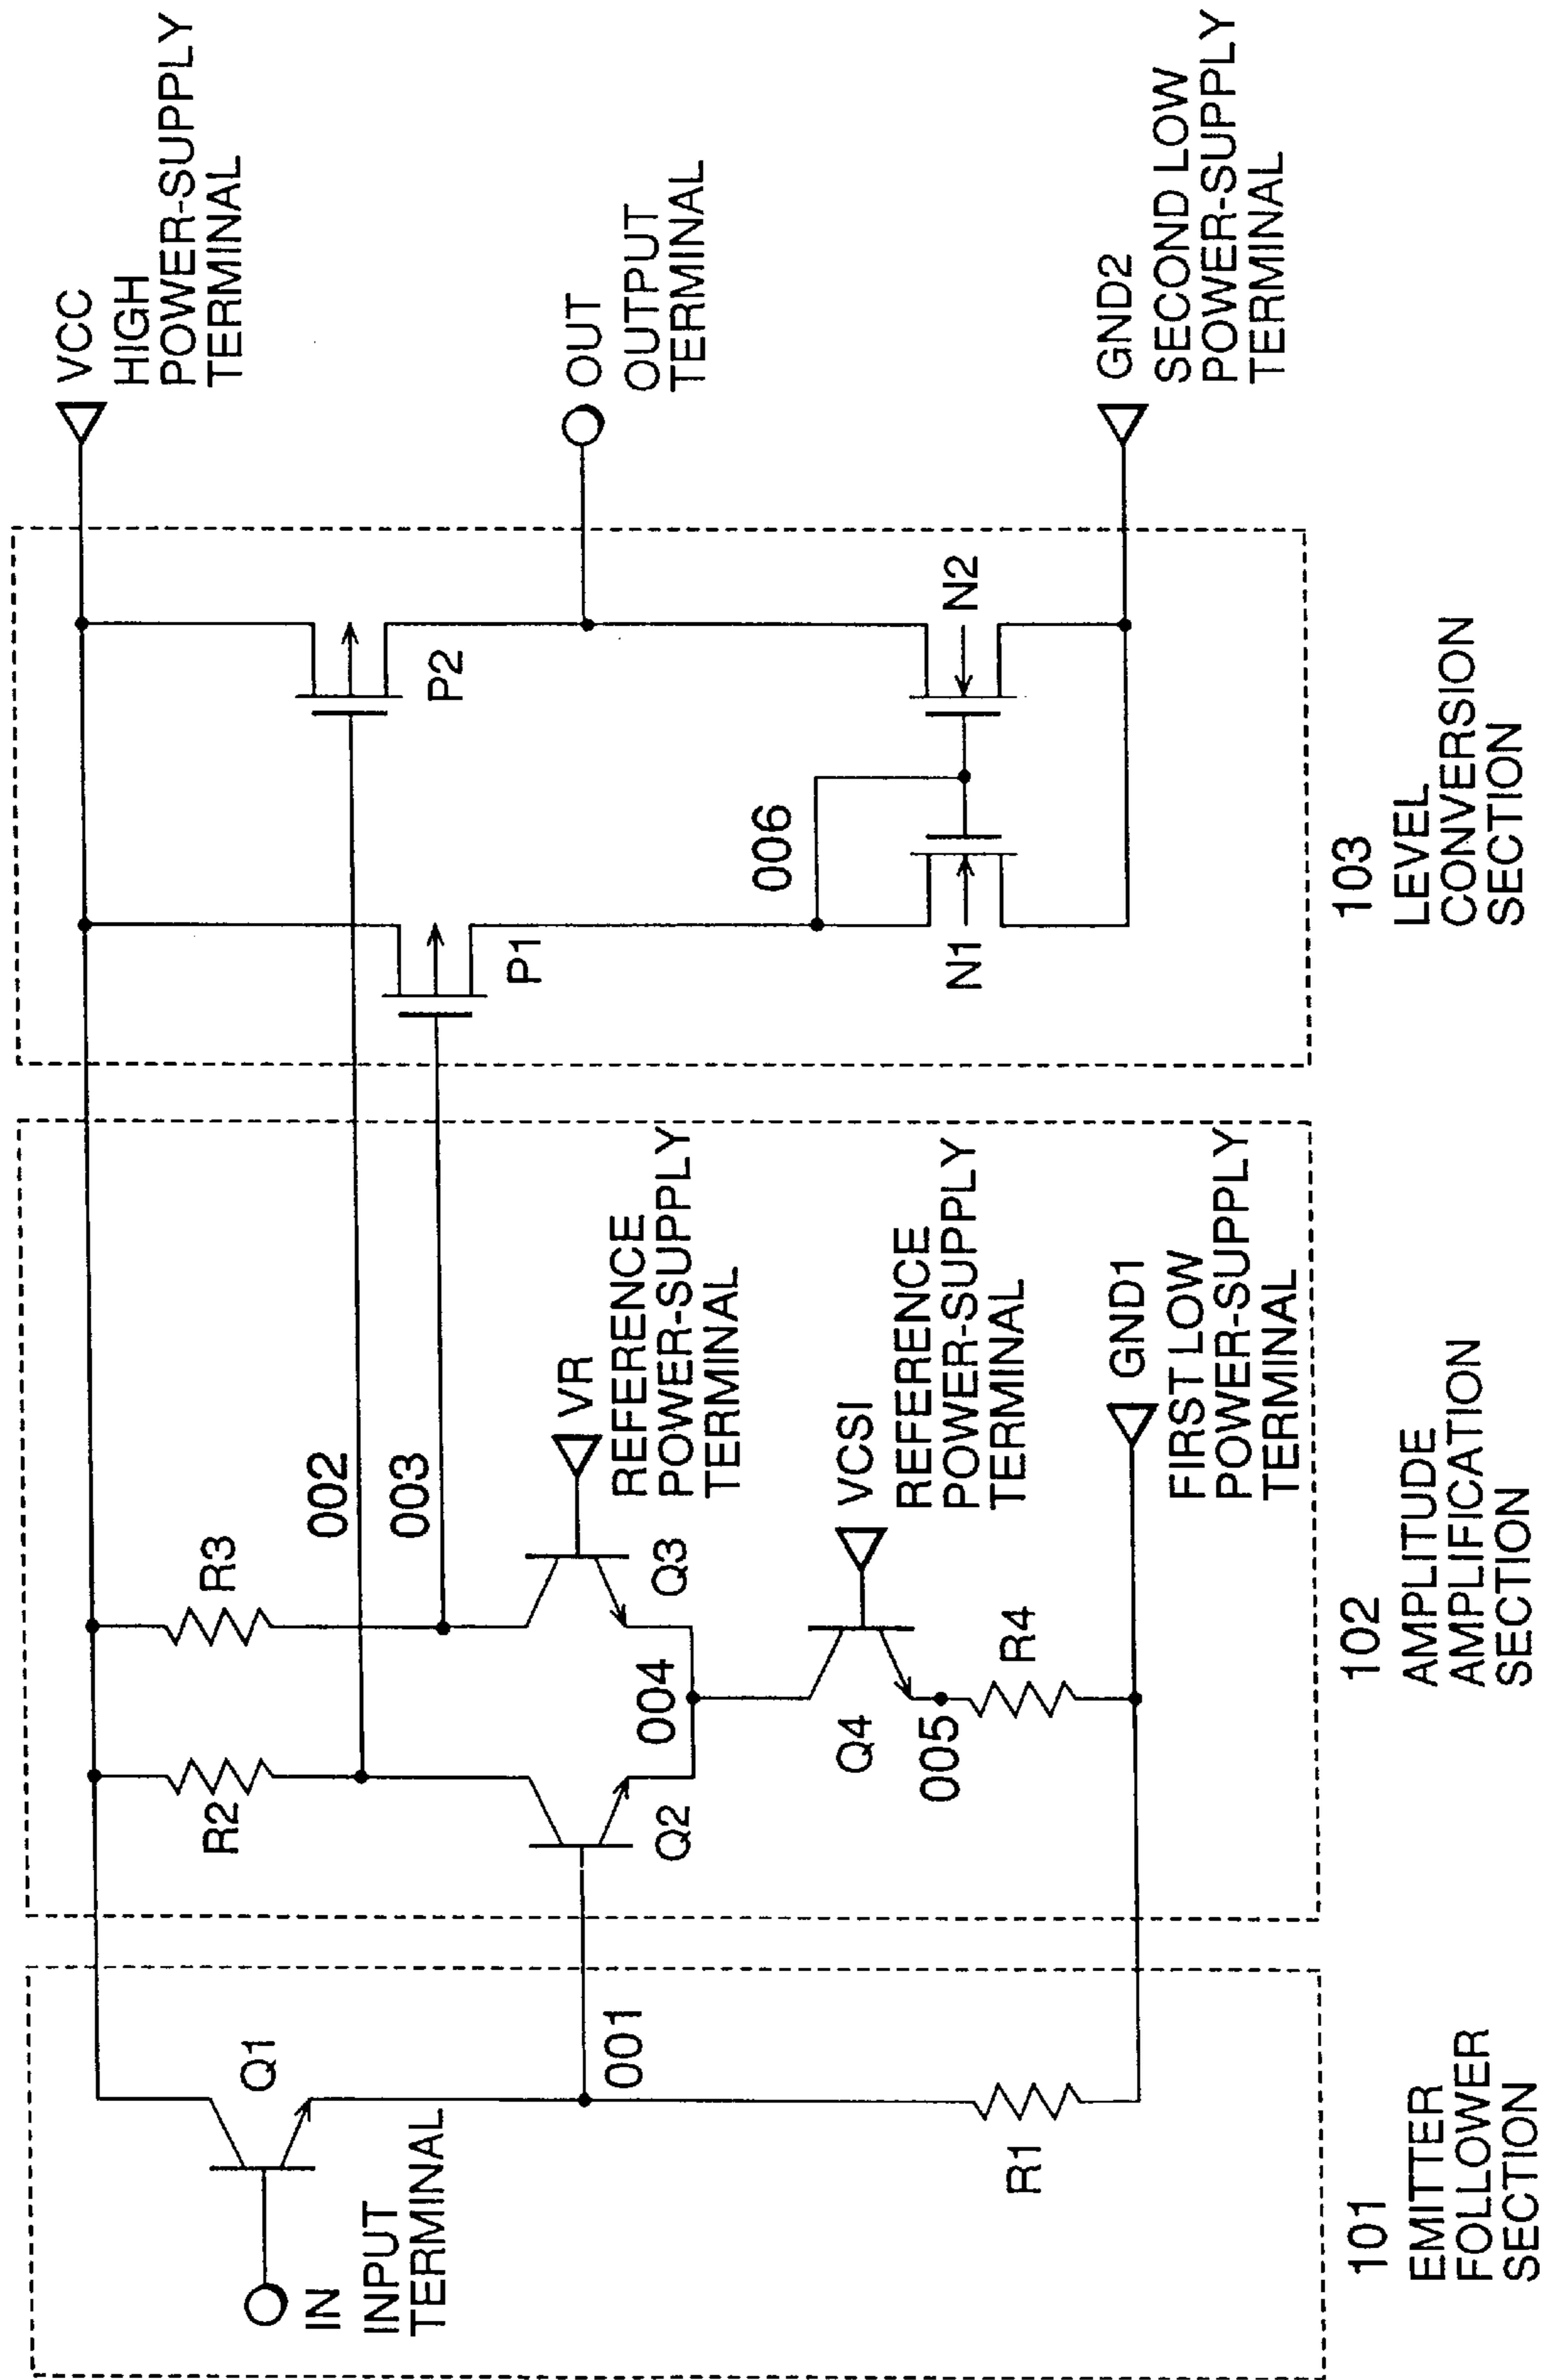 VCC
HIGH
POWER-SUPPLY
TERMINAL
OUT
OUTPUT
TERMINAL
GND2
SECOND LOW
POWER-SUPPLY
TERMINAL
P2
N2
006
P1
N1
103
LEVEL
CONVERSION
SECTION
002
003
R3
R2
VR
REFERENCE
POWER-SUPPLY
TERMINAL
Q3
Q2
004
VCSI
REFERENCE
POWER-SUPPLY
TERMINAL
Q4
005
R4
GND1
FIRST LOW
POWER-SUPPLY
TERMINAL
102
AMPLITUDE
AMPLIFICATION
SECTION
Q1
IN
INPUT
TERMINAL
001
R1
101
EMITTER
FOLLOWER
SECTION